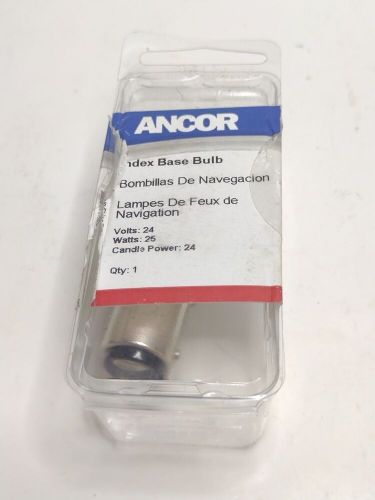 ANCOR
Index Base Bulb
Bombillas De Navegacion
Lampes De Feux de
Navigation
Volts: 24
Watts: 25
Candle Power: 24
Qty: 1